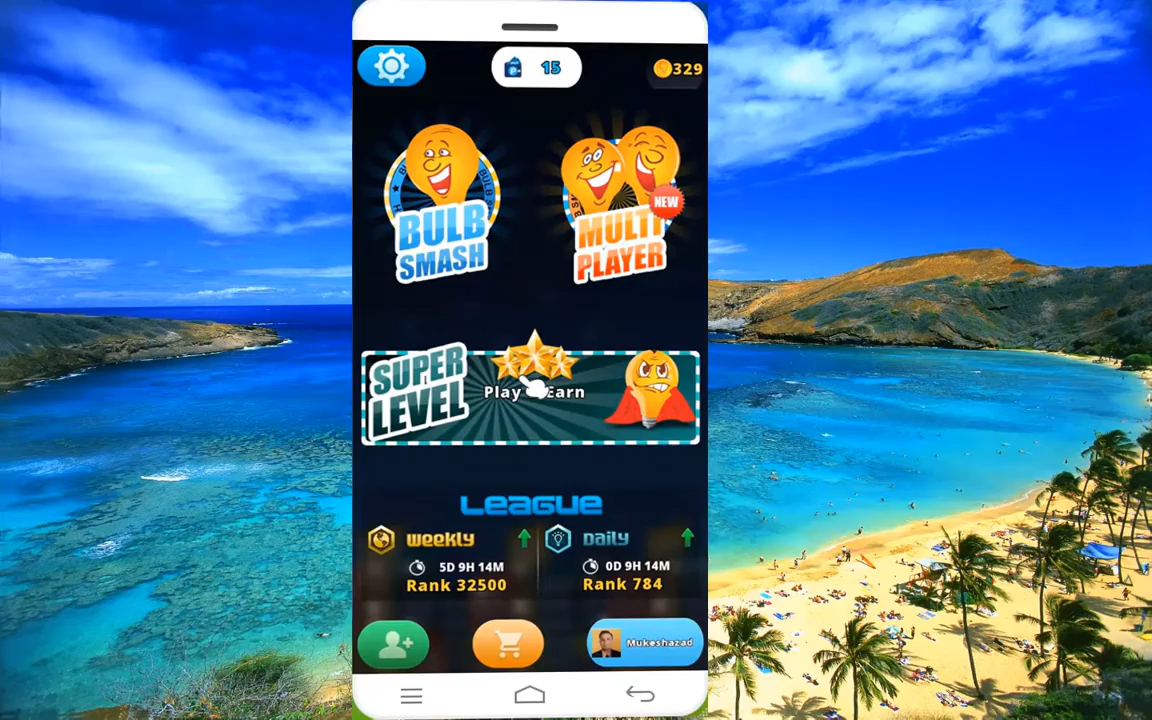 15
329
BULB
SMASH
NEW
MULTI
PLAYER
SUPER
LEVEL
Play Earn
LEAGUE
weekly
5D 9H 14M
Rank 32500
Daily
0D 9H 14M
Rank 784
Mukeshazad